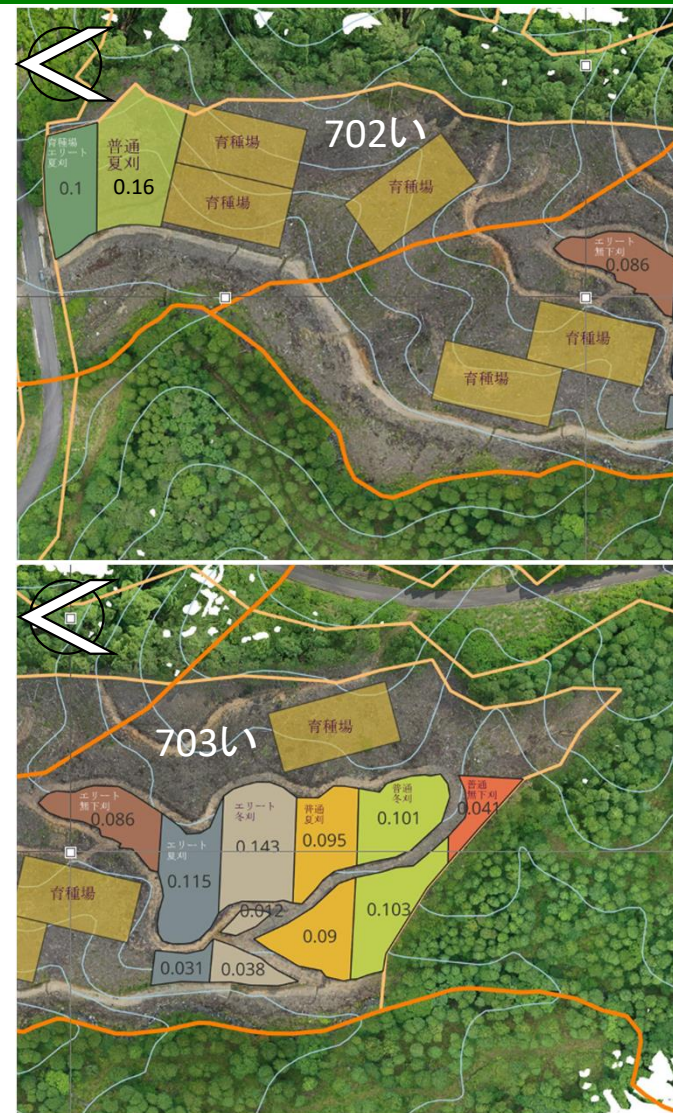 702い
育種場
エリート
夏刈
0.1
普通
夏刈
0.16
育種場
育種場
育種場
エリート
無下刈
0.086
育種場
育種場
703い
育種場
エリート
無下刈
0.086
エリート
夏刈
0.115
エリート
冬刈
0.143
普通
夏刈
0.095
普通
冬刈
0.101
普通
無下刈
0.041
育種場
0.012
0.09
0.103
0.031
0.038